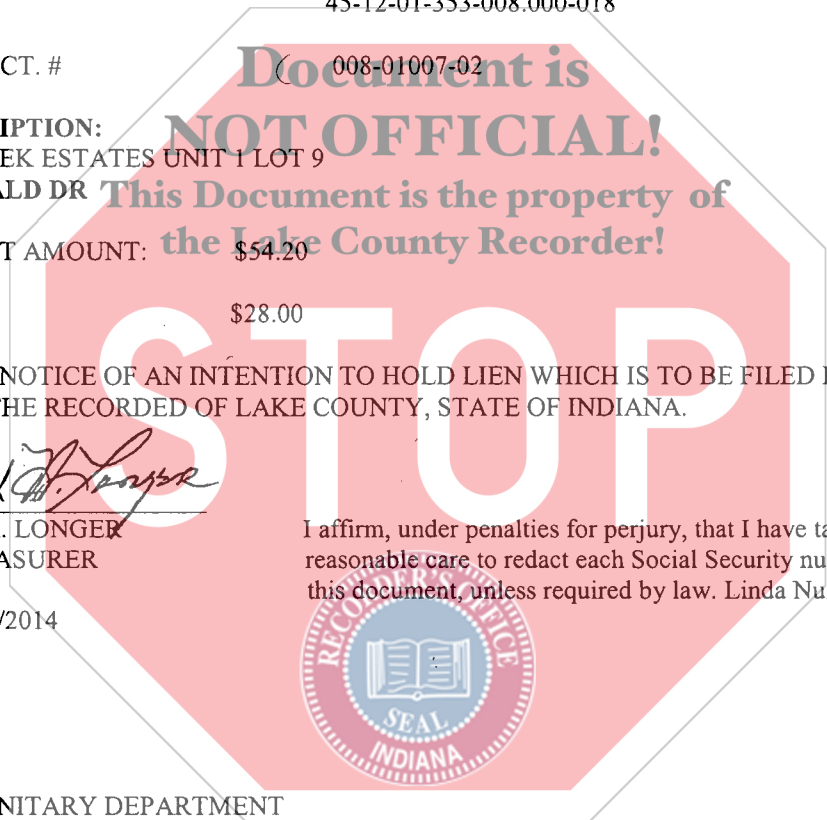 45-12-01-353-008.000-018
CT. # ( 008-01007-02
Document is
IPTION:
NOT OFFICIAL!
EK ESTATES UNIT 1 LOT 9
ALD DR
This Document is the property of
T AMOUNT: $54.20
the Lake County Recorder!
$28.00
STOP
NOTICE OF AN INTENTION TO HOLD LIEN WHICH IS TO BE FILED
HE RECORDED OF LAKE COUNTY, STATE OF INDIANA.
H. Longer
. LONGER
ASURER
/2014
I affirm, under penalties for perjury, that I have ta
reasonable care to redact each Social Security nu
this document, unless required by law. Linda Nu
RECORDER'S OFFICE
SEAL
INDIANA
NITARY DEPARTMENT